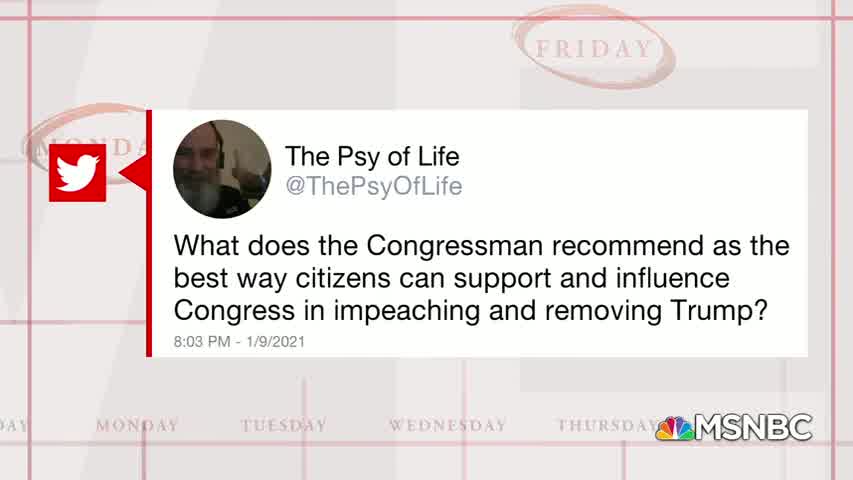 FRIDAY
MONDA
The Psy of Life
@ThePsyOfLife
What does the Congressman recommend as the
best way citizens can support and influence
Congress in impeaching and removing Trump?
8:03 PM - 1/9/2021
DAY MONDAY TUESDAY WEDNESDAY THURSDAY
MSNBC